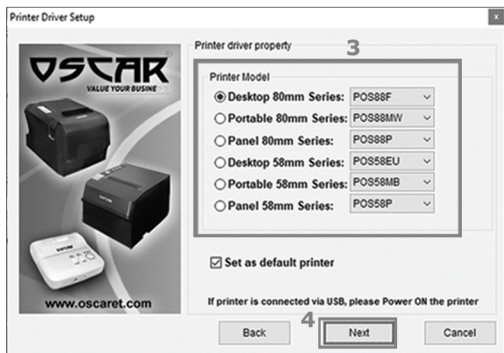 Printer Driver Setup
x
OSCAR
VALUE YOUR BUSINE
www.oscaret.com
Printer driver property
3
Printer Model
Desktop 80mm Series: POS88F
Portable 80mm Series: POS88MW
Panel 80mm Series: POS88P
Desktop 58mm Series: POS58EU
Portable 58mm Series: POS58MB
Panel 58mm Series: POS58P
Set as default printer
If printer is connected via USB, please Power ON the printer
4
Back Next Cancel